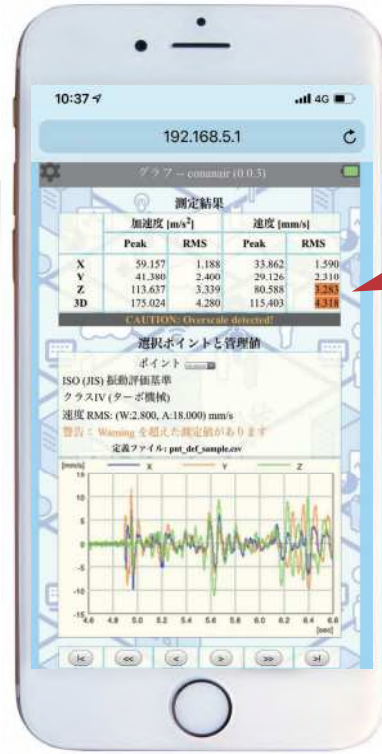 10:37
4G
192.168.5.1
グラフ -- conanair (0.0.3)
測定結果
加速度 [m/s²] 速度 [mm/s]
Peak RMS Peak RMS
X 59.157 1.188 33.862 1.590
Y 41.380 2.400 29.126 2.310
Z 113.637 3.339 80.588 3.283
3D 175.024 4.280 115.403 4.318
CAUTION: Overscale detected!
選択ポイントと管理値
ポイント
ISO (JIS) 振動評価基準
クラスIV (ターボ機械)
速度 RMS: (W:2.800, A:18.000) mm/s
警告： Warning を超えた測定値があります
定義ファイル: pnt_def_sample.csv
[mm/s] X Y Z
15
10
5
0
-5
-10
-15
4.6 4.8 5.0 5.2 5.4 5.6 5.8 6.0 6.2 6.4 6.6
[sec]
|< << < > >> >|